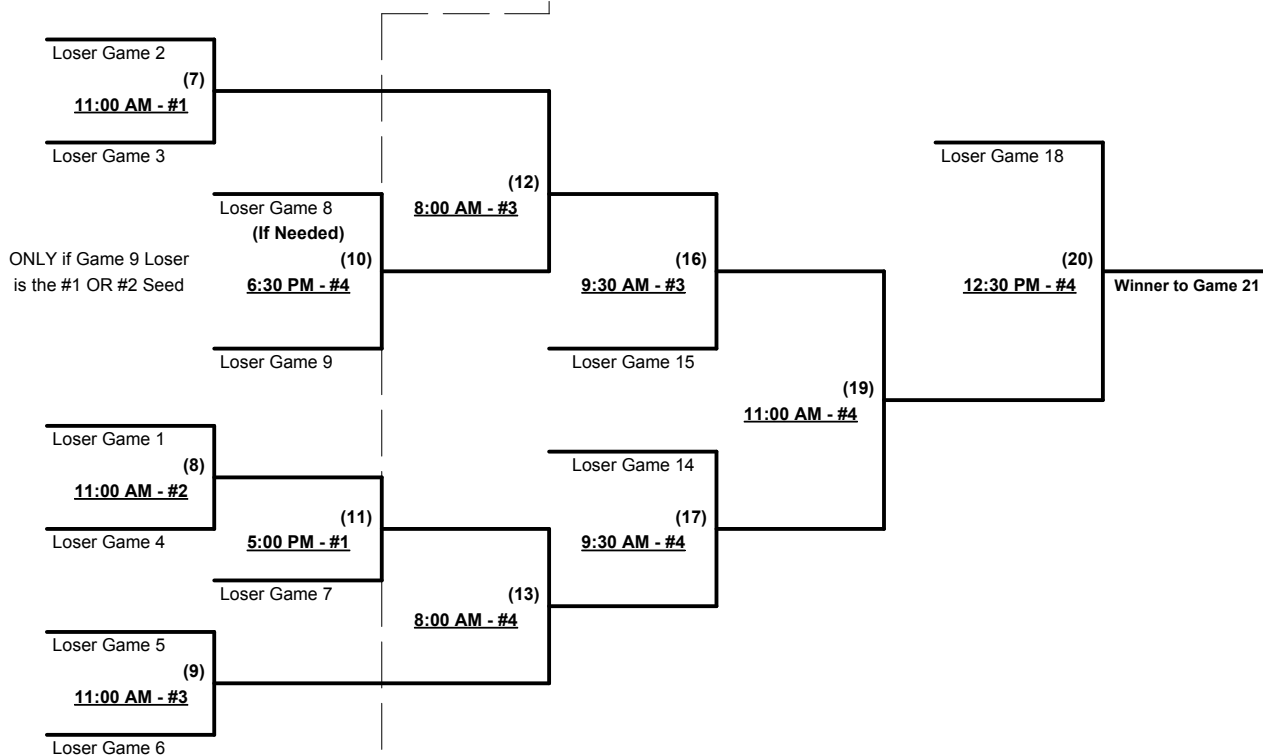 Loser Game 2
(7)
11:00 AM - #1
Loser Game 3
Loser Game 18
(12)
8:00 AM - #3
Loser Game 8
(If Needed)
ONLY if Game 9 Loser
is the #1 OR #2 Seed
(10)
6:30 PM - #4
(16)
9:30 AM - #3
(20)
12:30 PM - #4
Winner to Game 21
Loser Game 9
Loser Game 15
(19)
11:00 AM - #4
Loser Game 1
(8)
11:00 AM - #2
Loser Game 4
Loser Game 14
(11)
5:00 PM - #1
(17)
9:30 AM - #4
Loser Game 7
(13)
8:00 AM - #4
Loser Game 5
(9)
11:00 AM - #3
Loser Game 6